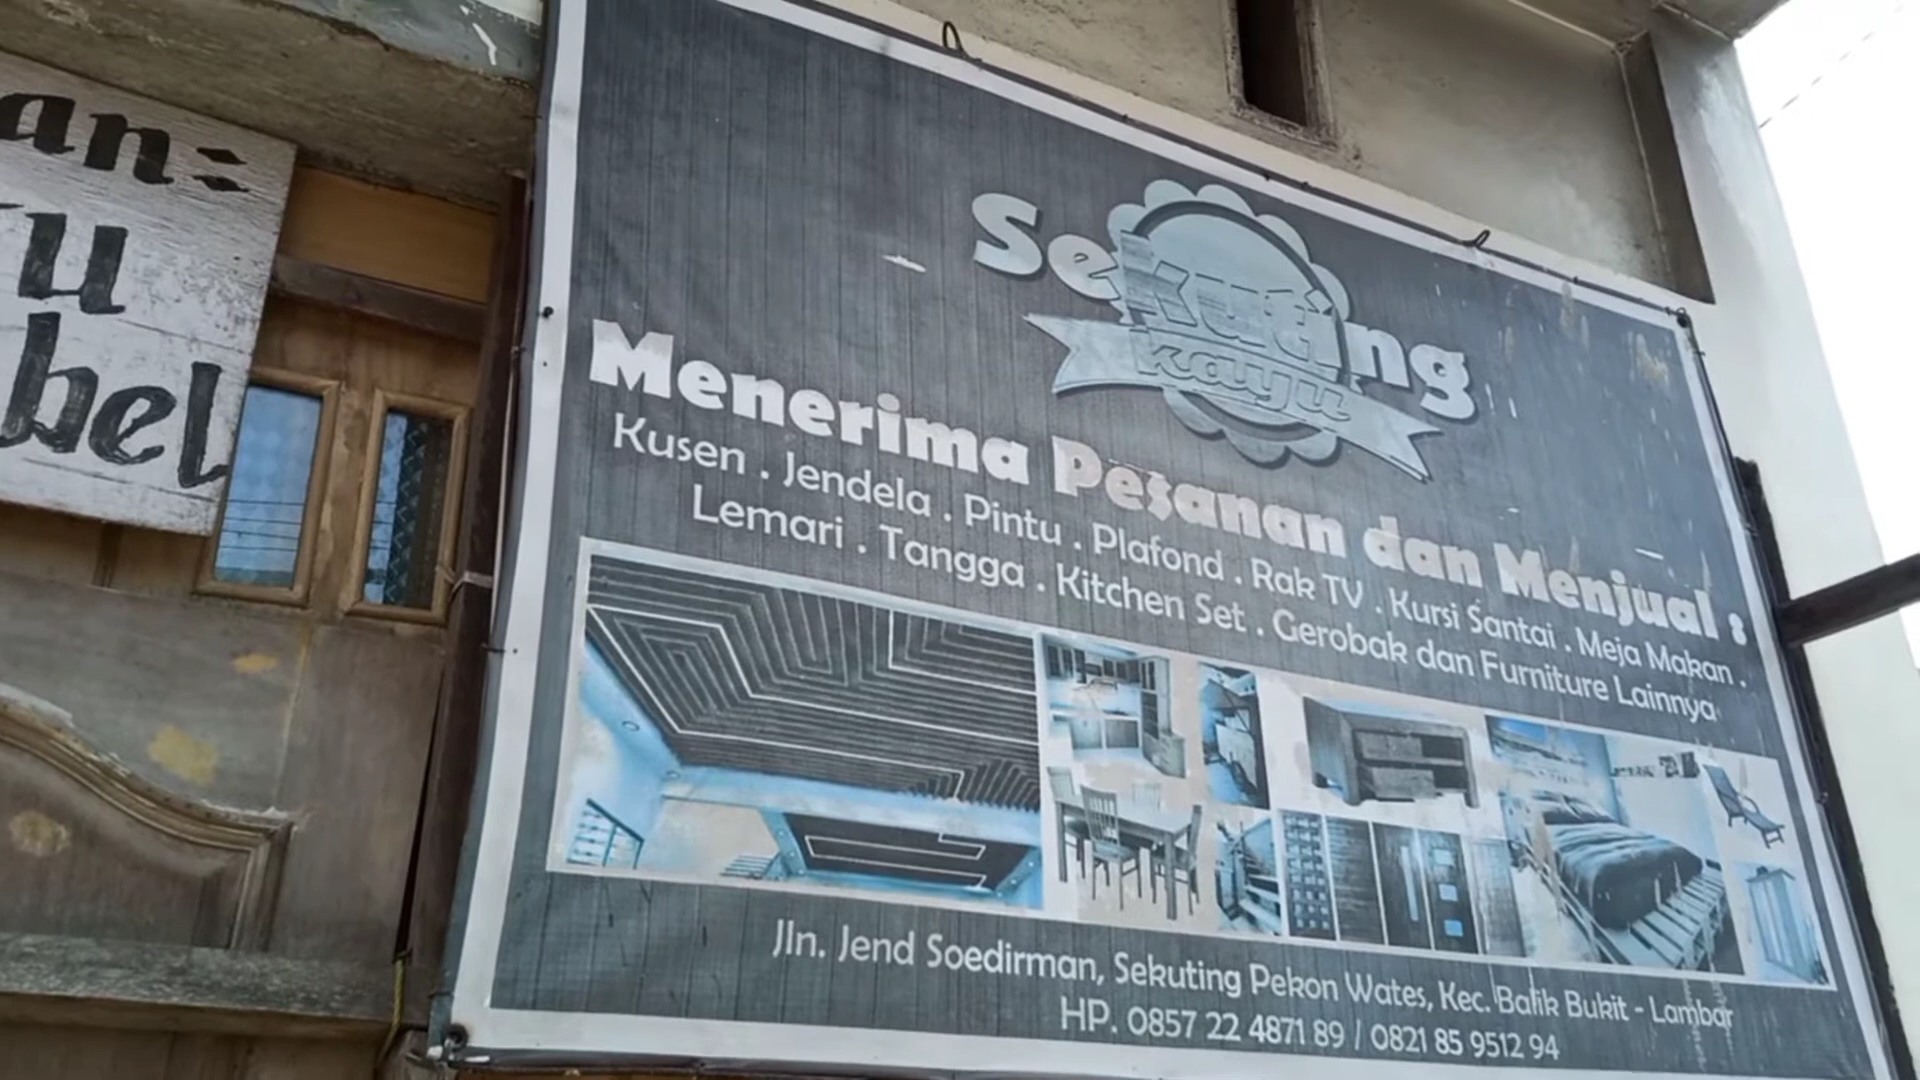 an:
u
bel
Sekuting
kayu
Menerima Pesanan dan Menjual :
Kusen . Jendela . Pintu . Plafond . Rak TV . Kursi Santai . Meja Makan .
Lemari . Tangga . Kitchen Set . Gerobak dan Furniture Lainnya
Jln. Jend Soedirman, Sekuting Pekon Wates, Kec. Balik Bukit - Lambar
HP. 0857 22 4871 89 / 0821 85 9512 94